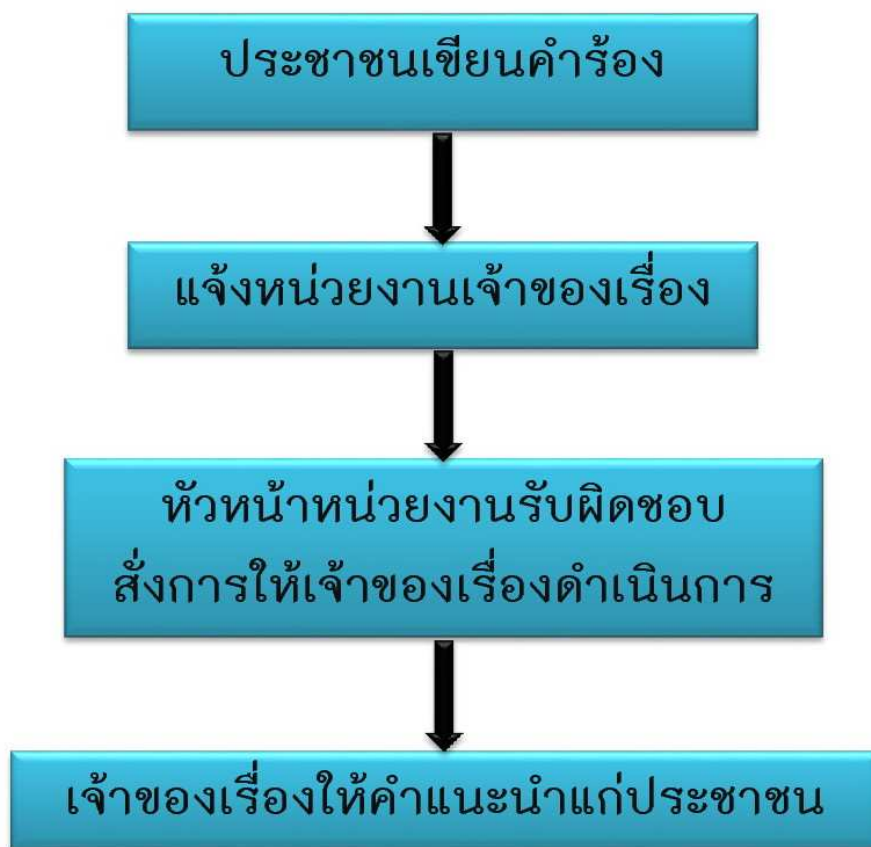 ประชาชนเขียนคำร้อง
แจ้งหน่วยงานเจ้าของเรื่อง
หัวหน้าหน่วยงานรับผิดชอบ
สั่งการให้เจ้าของเรื่องดำเนินการ
เจ้าของเรื่องให้คำแนะนำแก่ประชาชน